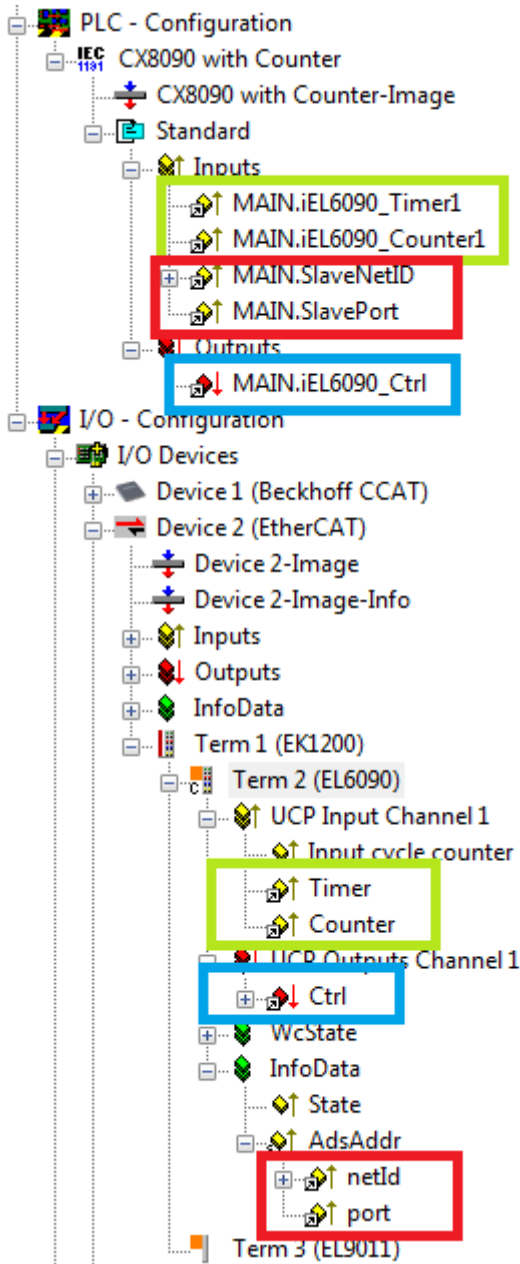 PLC - Configuration
IEC 1131 CX8090 with Counter
CX8090 with Counter-Image
Standard
Inputs
MAIN.iEL6090_Timer1
MAIN.iEL6090_Counter1
MAIN.SlaveNetID
MAIN.SlavePort
Outputs
MAIN.iEL6090_Ctrl
I/O - Configuration
I/O Devices
Device 1 (Beckhoff CCAT)
Device 2 (EtherCAT)
Device 2-Image
Device 2-Image-Info
Inputs
Outputs
InfoData
Term 1 (EK1200)
C Term 2 (EL6090)
UCP Input Channel 1
Input cycle counter
Timer
Counter
UCP Outputs Channel 1
Ctrl
WcState
InfoData
State
AdsAddr
netId
port
Term 3 (EL9011)